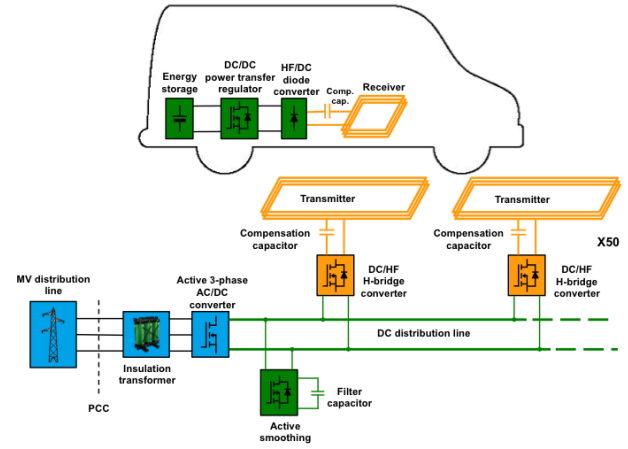 Energy
storage
DC/DC
power transfer
regulator
HF/DC
diode
converter
Comp.
cap.
Receiver
Transmitter
Transmitter
Compensation
capacitor
Compensation
capacitor
X50
DC/HF
H-bridge
converter
DC/HF
H-bridge
converter
MV distribution
line
Active 3-phase
AC/DC
converter
DC distribution line
Insulation
transformer
PCC
Filter
capacitor
Active
smoothing